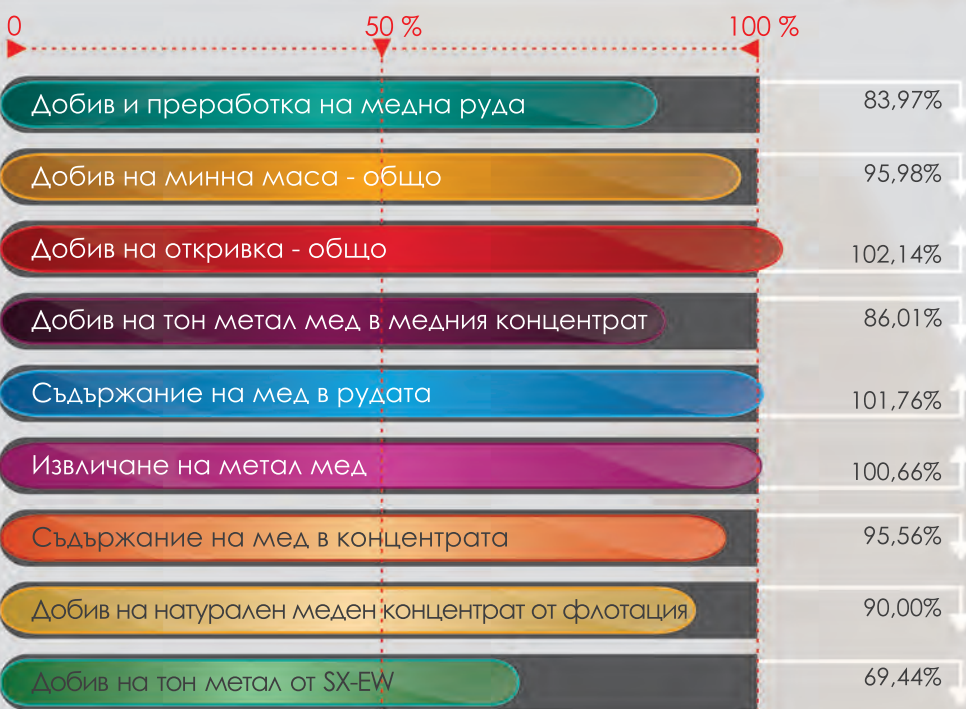 0 50 % 100 %
Добив и преработка на медна руда 83,97%
Добив на минна маса - общо 95,98%
Добив на откривка - общо 102,14%
Добив на тон метал мед в медния концентрат 86,01%
Съдържание на мед в рудата 101,76%
Извличане на метал мед 100,66%
Съдържание на мед в концентрата 95,56%
Добив на натурален меден концентрат от флотация 90,00%
Добив на тон метал от SX-EW 69,44%